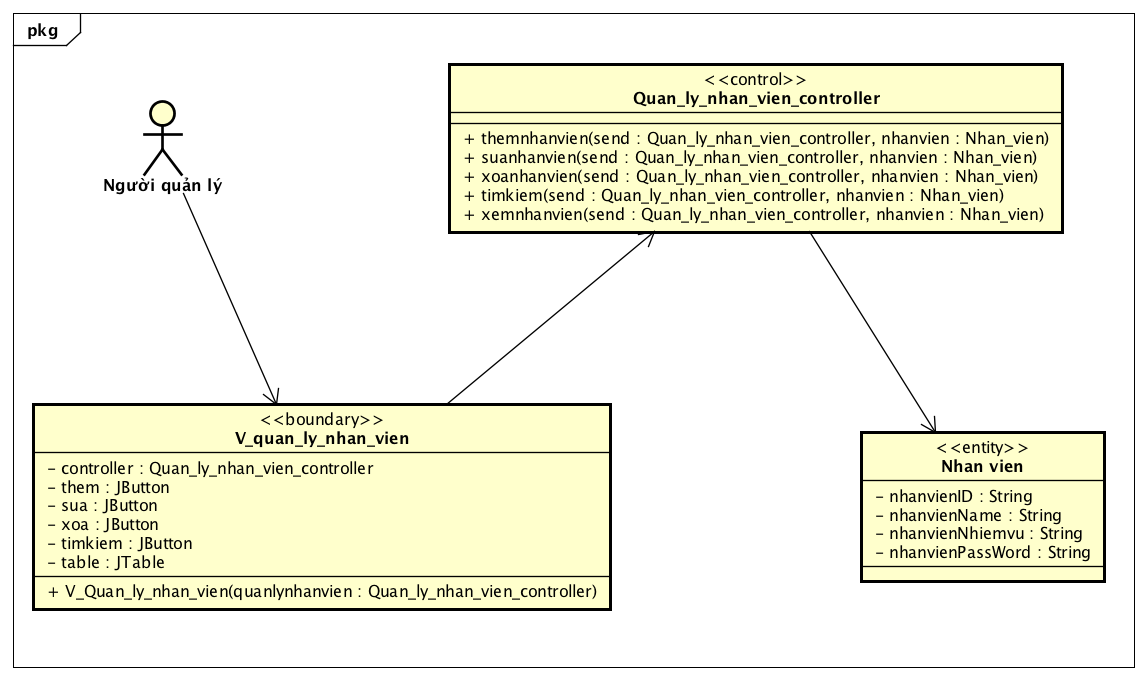 pkg
<<control>>
Quan_ly_nhan_vien_controller
+ themnhanvien(send : Quan_ly_nhan_vien_controller, nhanvien : Nhan_vien)
+ suanhanvien(send : Quan_ly_nhan_vien_controller, nhanvien : Nhan_vien)
+ xoanhanvien(send : Quan_ly_nhan_vien_controller, nhanvien : Nhan_vien)
+ timkiem(send : Quan_ly_nhan_vien_controller, nhanvien : Nhan_vien)
+ xemnhanvien(send : Quan_ly_nhan_vien_controller, nhanvien : Nhan_vien)
Người quản lý
<<boundary>>
V_quan_ly_nhan_vien
- controller : Quan_ly_nhan_vien_controller
- them : JButton
- sua : JButton
- xoa : JButton
- timkiem : JButton
- table : JTable
+ V_Quan_ly_nhan_vien(quanlynhanvien : Quan_ly_nhan_vien_controller)
<<entity>>
Nhan vien
- nhanvienID : String
- nhanvienName : String
- nhanvienNhiemvu : String
- nhanvienPassWord : String